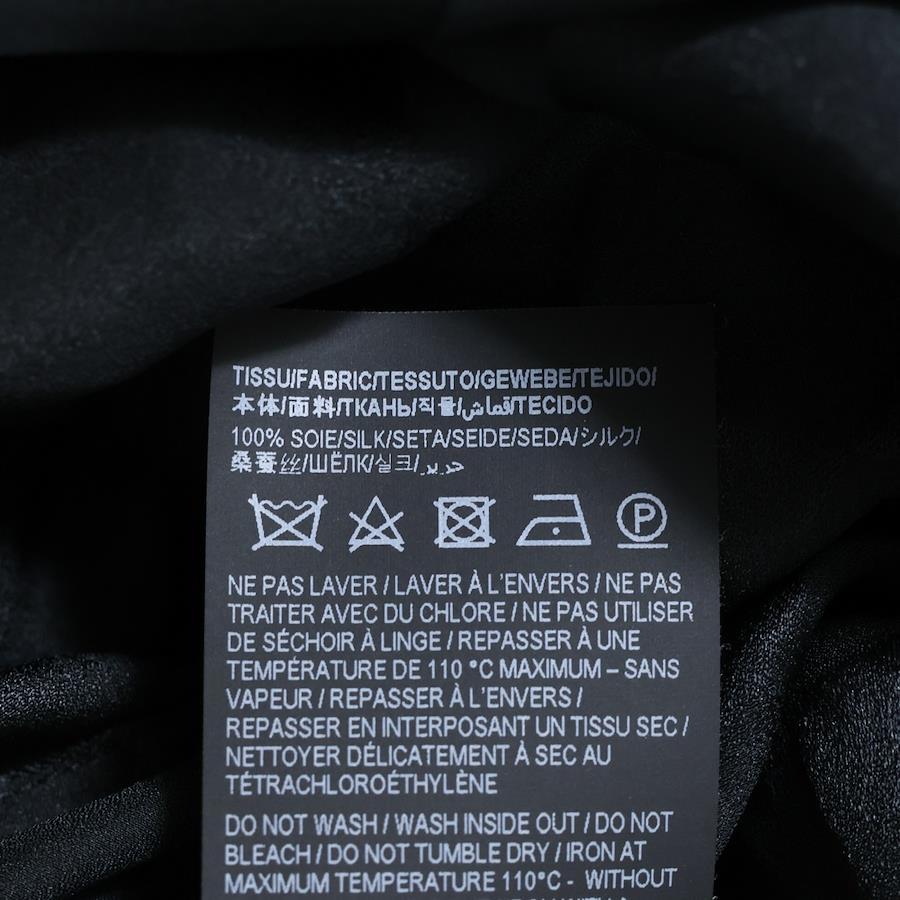 TISSU/FABRIC/TESSUTO/GEWEBE/TEJIDO/
本体/面料/ТКАНЬ/직물/قماش/TECIDO
100% SOIE/SILK/SETA/SEIDE/SEDA/シルク/
桑蚕丝/ШЁЛК/실크/حرير
P
NE PAS LAVER / LAVER À L'ENVERS / NE PAS
TRAITER AVEC DU CHLORE / NE PAS UTILISER
DE SÉCHOIR À LINGE / REPASSER À UNE
TEMPÉRATURE DE 110 °C MAXIMUM – SANS
VAPEUR / REPASSER À L'ENVERS /
REPASSER EN INTERPOSANT UN TISSU SEC /
NETTOYER DÉLICATEMENT À SEC AU
TÉTRACHLOROÉTHYLÈNE
DO NOT WASH / WASH INSIDE OUT / DO NOT
BLEACH / DO NOT TUMBLE DRY / IRON AT
MAXIMUM TEMPERATURE 110°C - WITHOUT